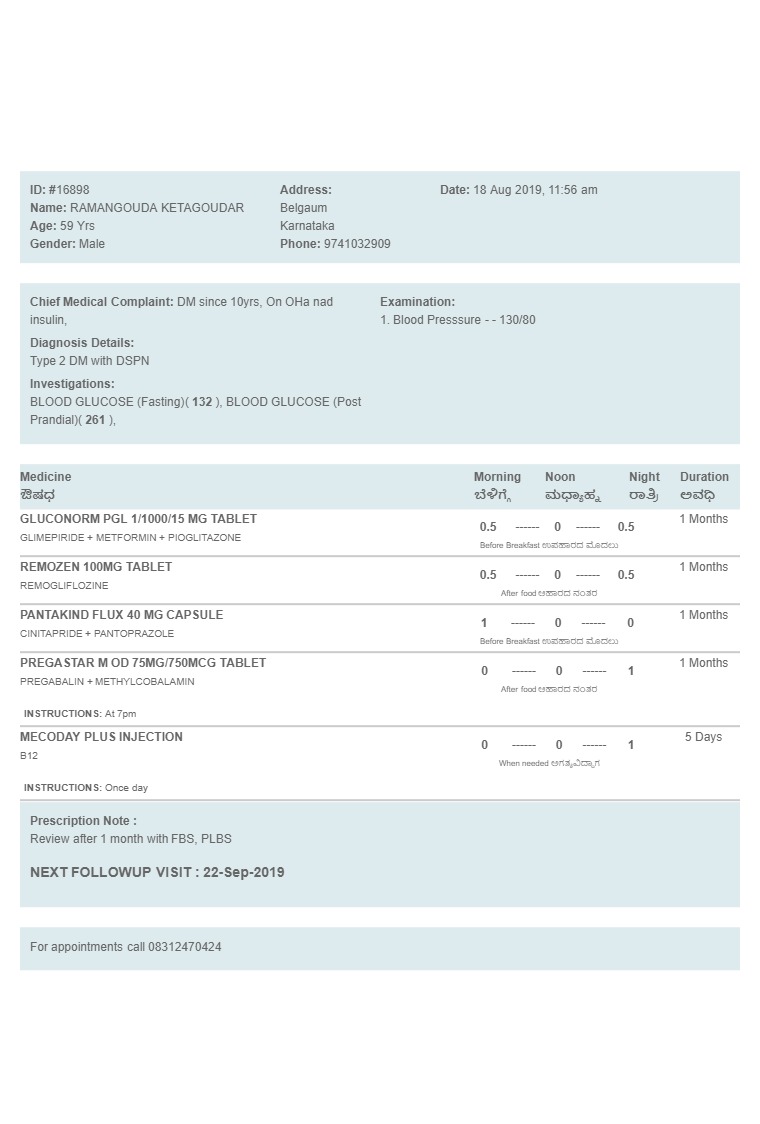 ID: #16898
Name: RAMANGOUDA KETAGOUDAR
Age: 59 Yrs
Gender: Male
Address:
Belgaum
Karnataka
Phone: 9741032909
Date: 18 Aug 2019, 11:56 am
Chief Medical Complaint: DM since 10yrs, On OHa nad
insulin,
Diagnosis Details:
Type 2 DM with DSPN
Investigations:
BLOOD GLUCOSE (Fasting)( 132 ), BLOOD GLUCOSE (Post
Prandial)( 261 ),
Examination:
1. Blood Presssure - - 130/80
Medicine Morning Noon Night Duration
ಔಷಧ ಬೆಳಿಗ್ಗೆ ಮಧ್ಯಾಹ್ನ ರಾತ್ರಿ ಅವಧಿ
GLUCONORM PGL 1/1000/15 MG TABLET 0.5 ------ 0 ------ 0.5 1 Months
GLIMEPIRIDE + METFORMIN + PIOGLITAZONE Before Breakfast ಉಪಹಾರದ ಮೊದಲು
REMOZEN 100MG TABLET 0.5 ------ 0 ------ 0.5 1 Months
REMOGLIFLOZINE After food ಆಹಾರದ ನಂತರ
PANTAKIND FLUX 40 MG CAPSULE 1 ------ 0 ------ 0 1 Months
CINITAPRIDE + PANTOPRAZOLE Before Breakfast ಉಪಹಾರದ ಮೊದಲು
PREGASTAR M OD 75MG/750MCG TABLET 0 ------ 0 ------ 1 1 Months
PREGABALIN + METHYLCOBALAMIN After food ಆಹಾರದ ನಂತರ
INSTRUCTIONS: At 7pm
MECODAY PLUS INJECTION 0 ------ 0 ------ 1 5 Days
B12 When needed ಅಗತ್ಯವಿದ್ದಾಗ
INSTRUCTIONS: Once day
Prescription Note :
Review after 1 month with FBS, PLBS
NEXT FOLLOWUP VISIT : 22-Sep-2019
For appointments call 08312470424